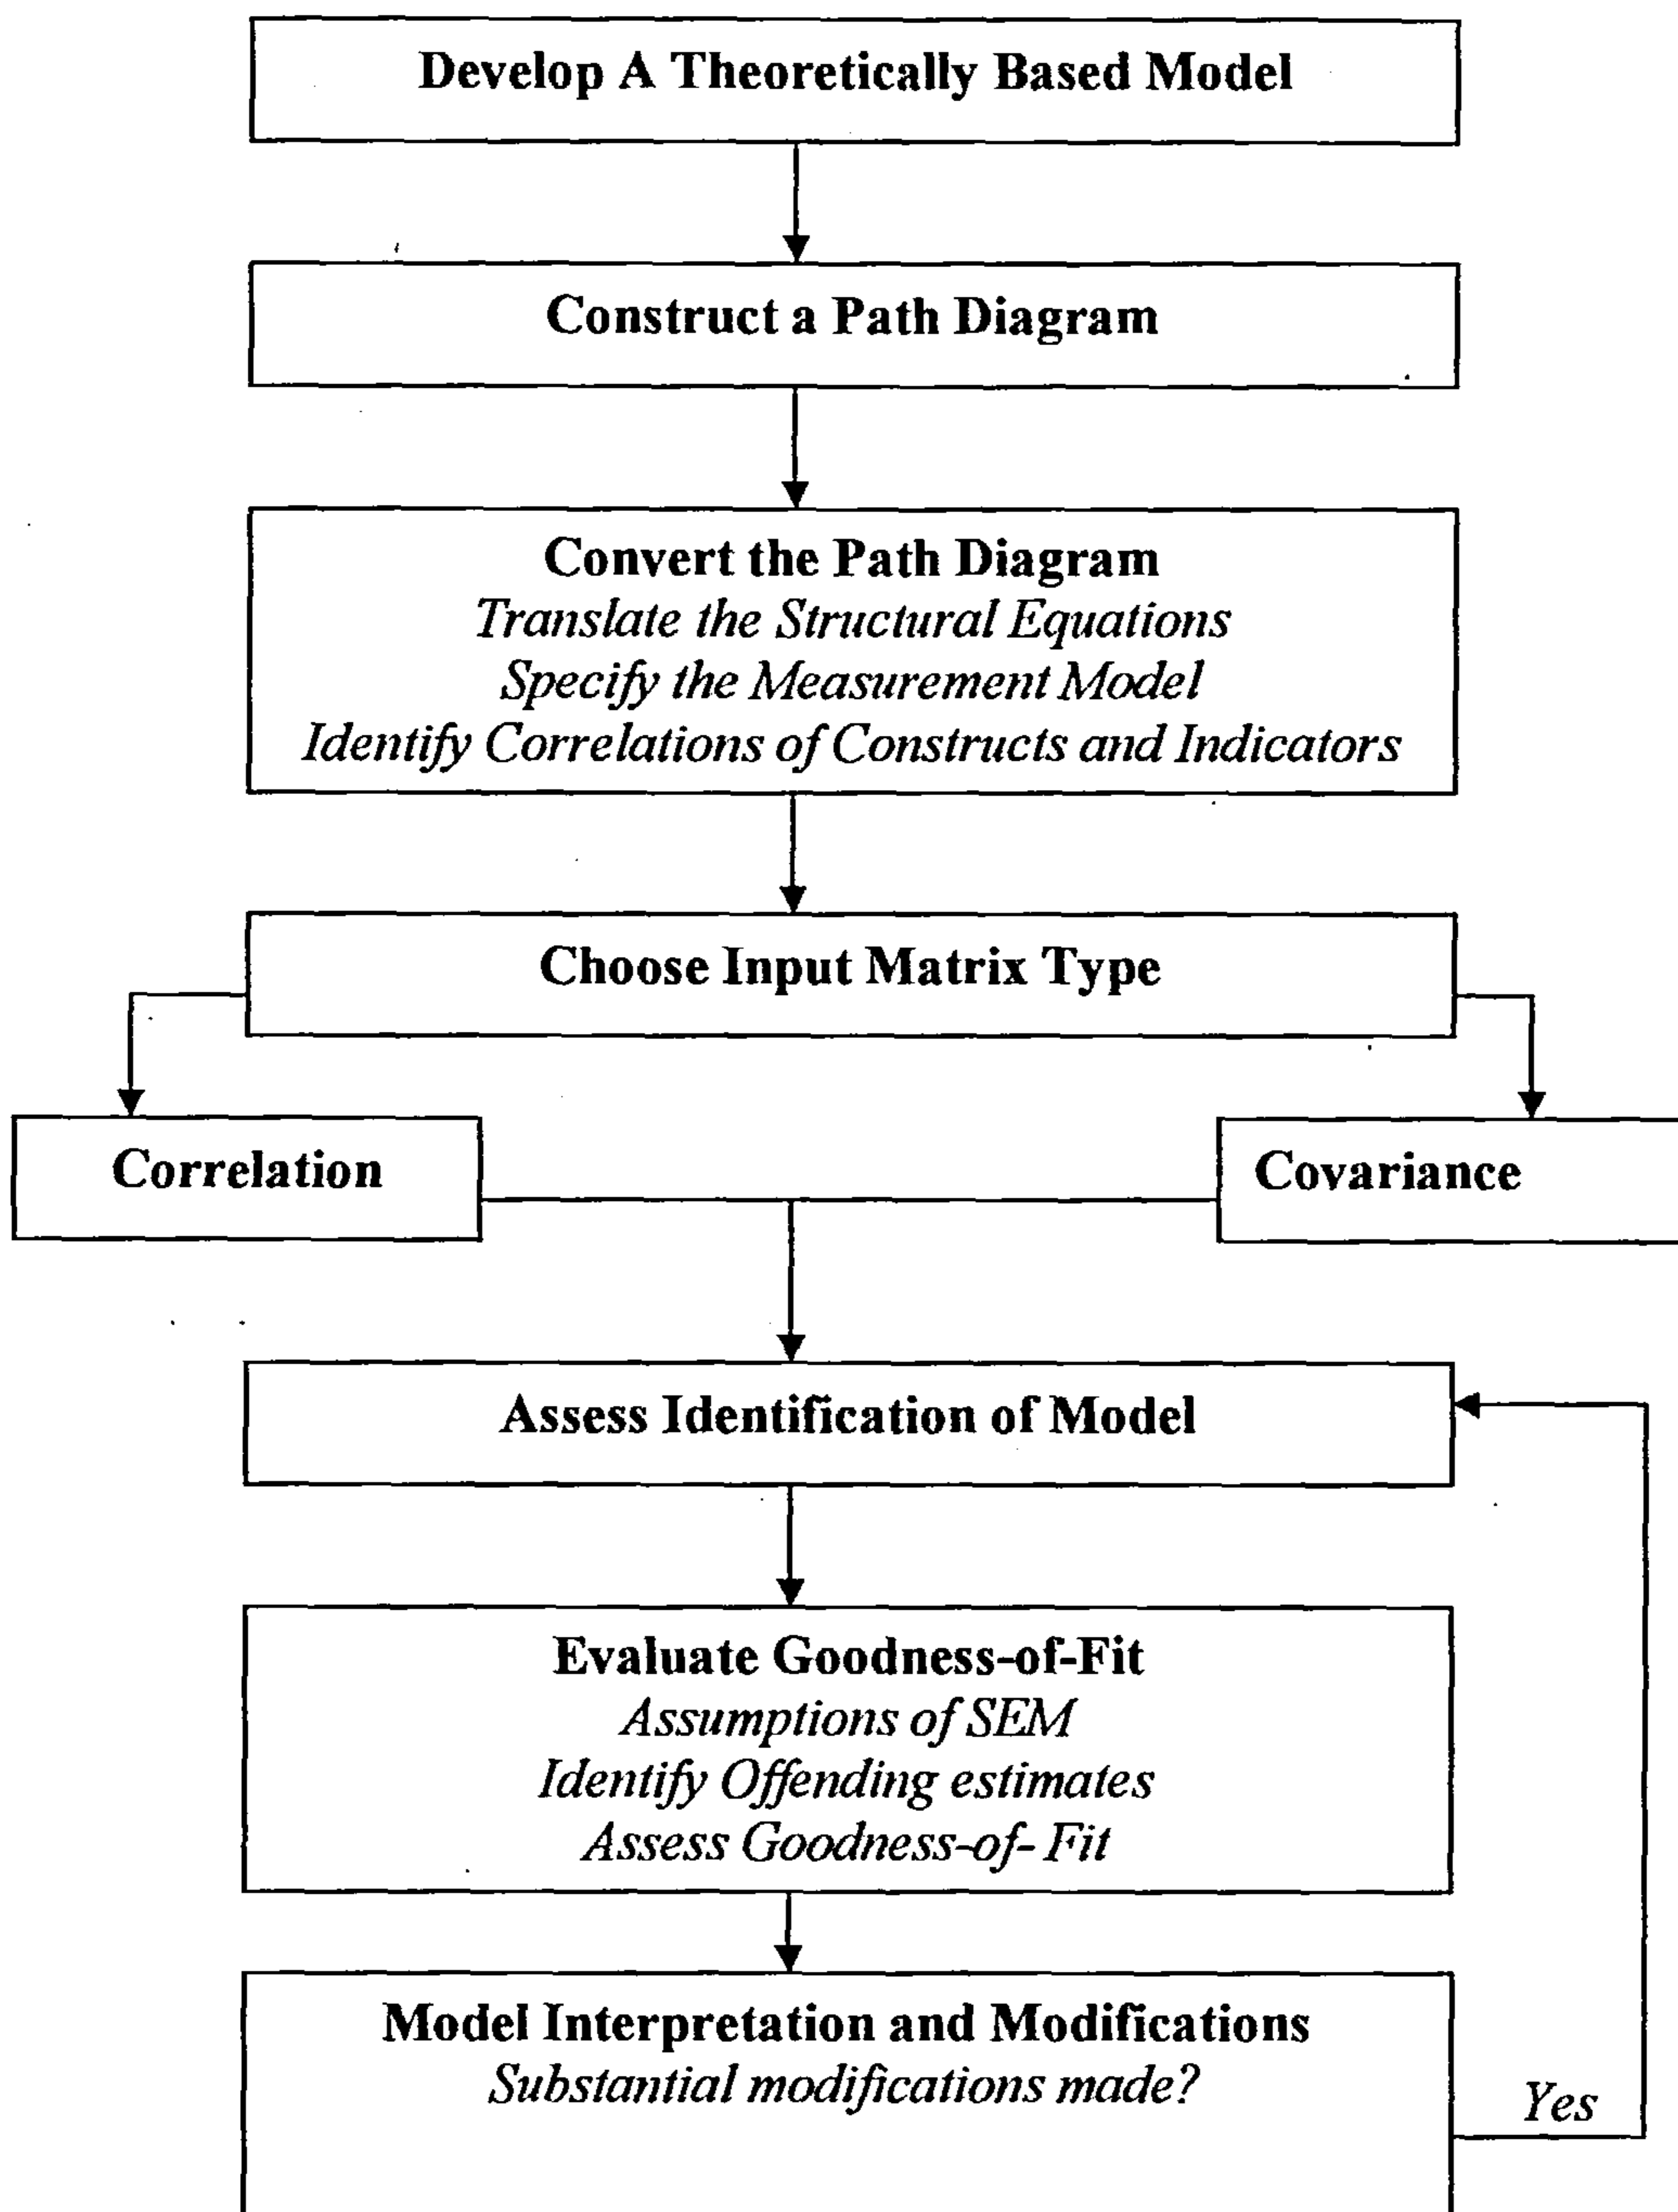 Develop A Theoretically Based Model
Construct a Path Diagram
Convert the Path Diagram
Translate the Structural Equations
Specify the Measurement Model
Identify Correlations of Constructs and Indicators
Choose Input Matrix Type
Correlation
Covariance
Assess Identification of Model
Evaluate Goodness-of-Fit
Assumptions of SEM
Identify Offending estimates
Assess Goodness-of- Fit
Model Interpretation and Modifications
Substantial modifications made?
Yes